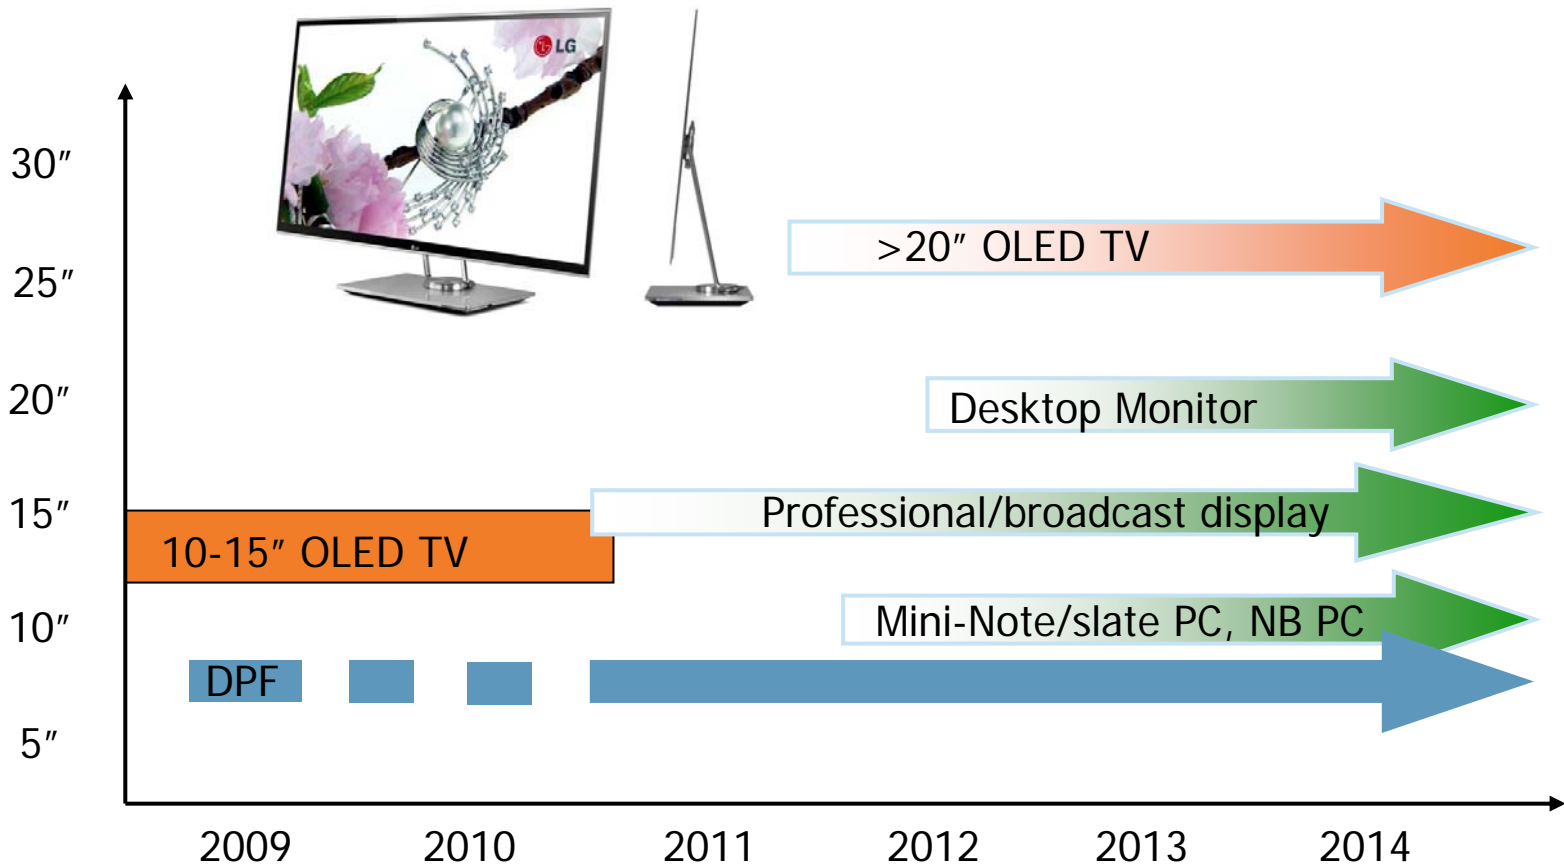 LG
30″
>20″ OLED TV
25″
20″
Desktop Monitor
15″
Professional/broadcast display
10-15″ OLED TV
10″
Mini-Note/slate PC, NB PC
DPF
5″
2009 2010 2011 2012 2013 2014